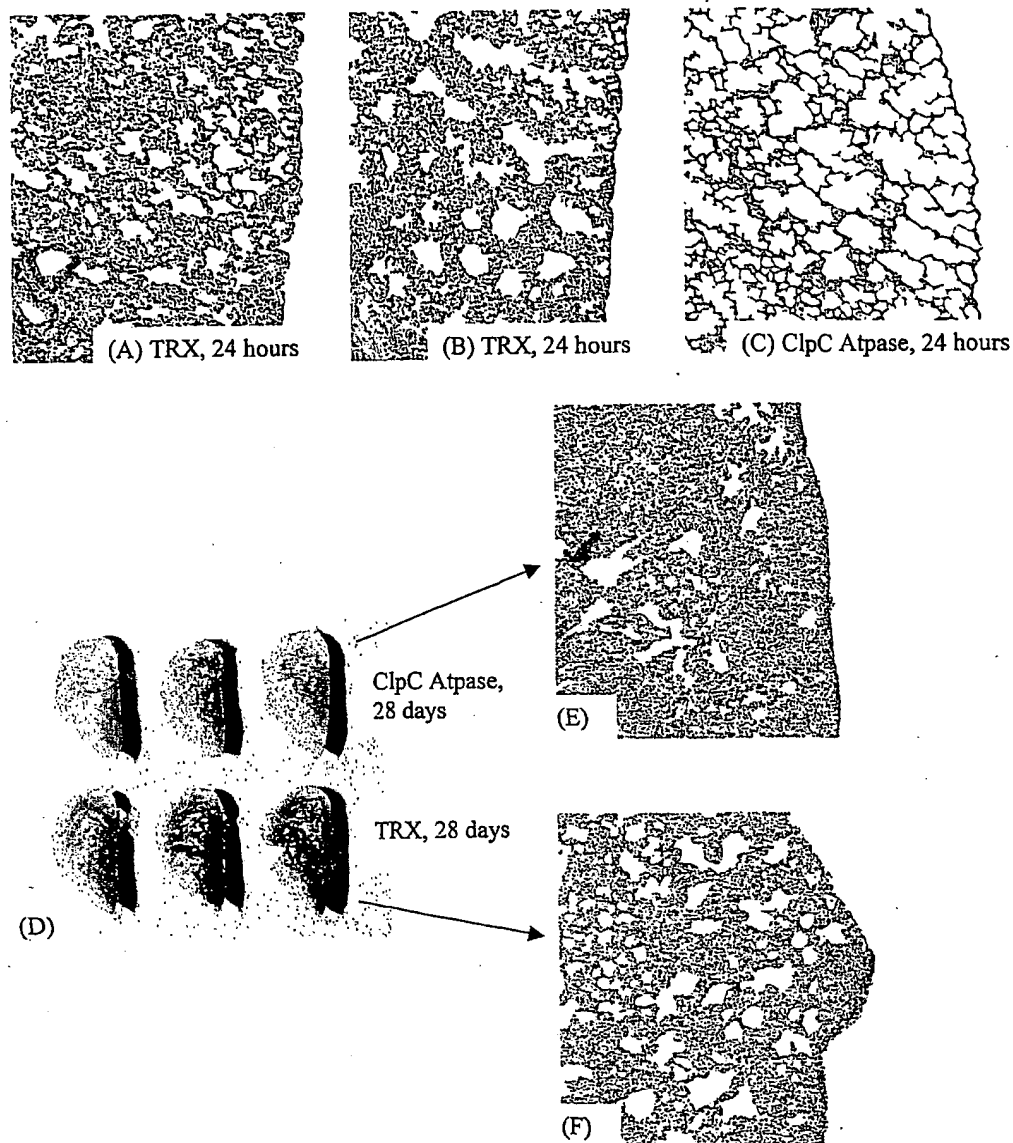 (A) TRX, 24 hours
(B) TRX, 24 hours
(C) ClpC Atpase, 24 hours
ClpC Atpase,
28 days
(E)
TRX, 28 days
(D)
(F)